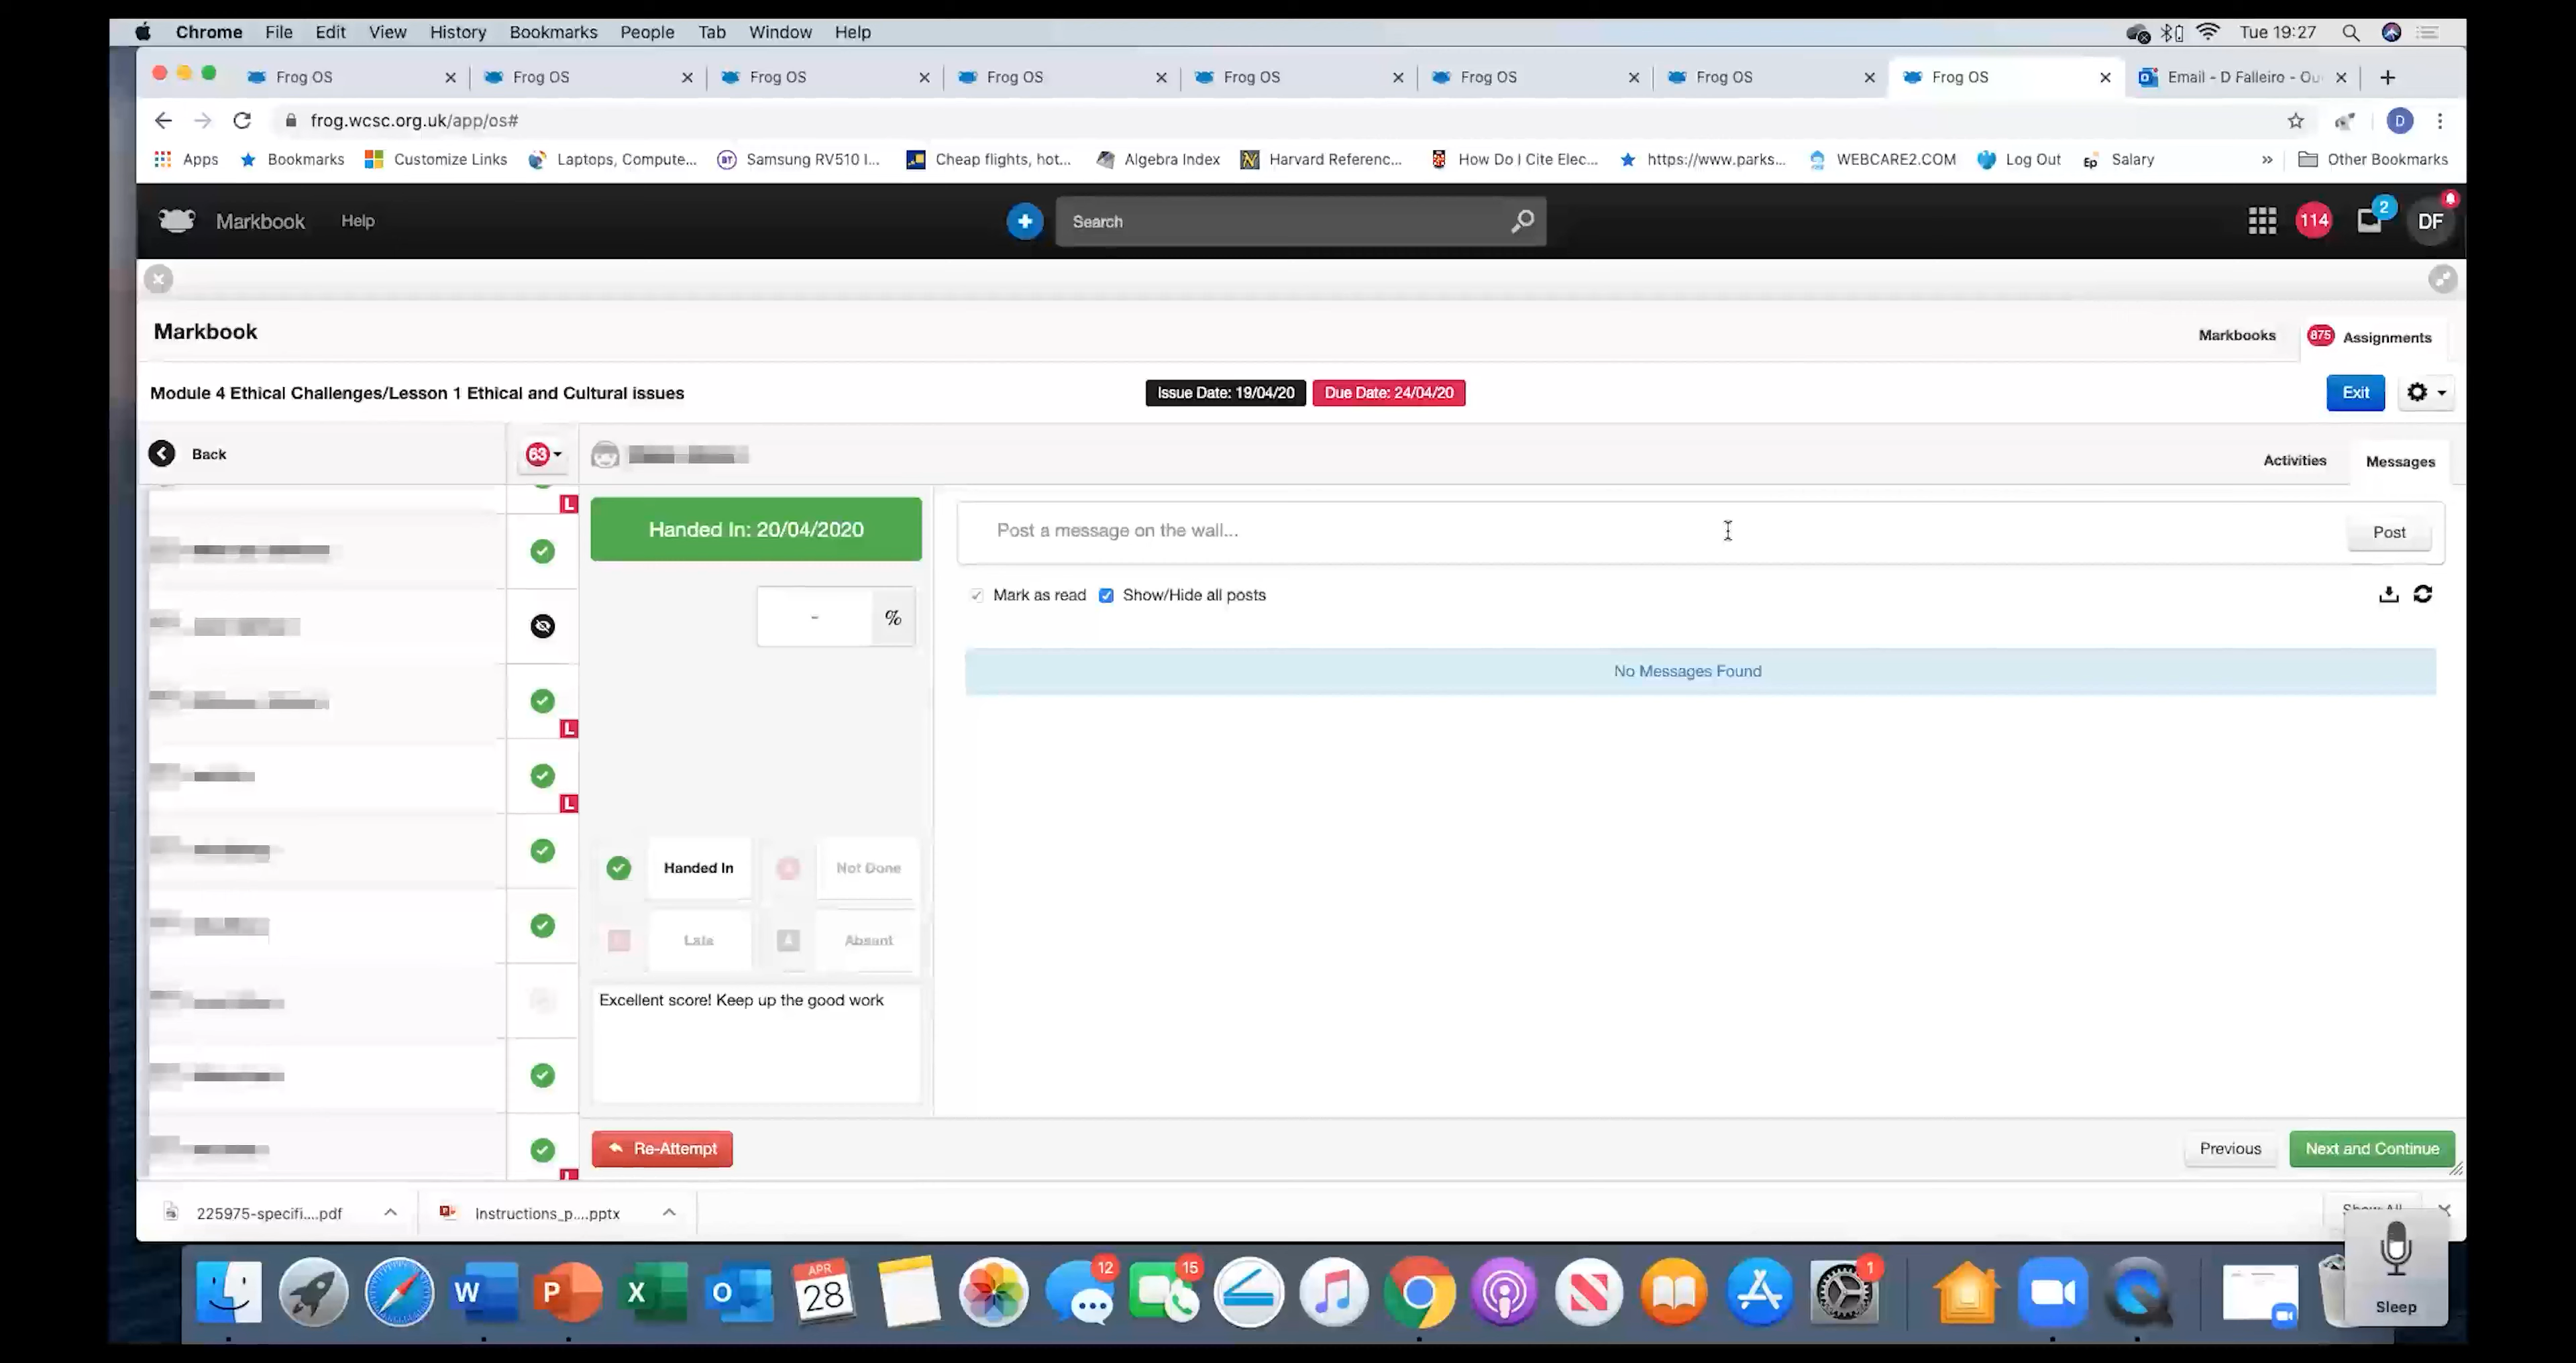 Chrome File Edit View History Bookmarks People Tab Window Help Tue 19:27
Frog OS Frog OS Frog OS Frog OS Frog OS Frog OS Frog OS Frog OS Email - D Falleiro - Ou
frog.wcsc.org.uk/app/os# D
Apps Bookmarks Customize Links Laptops, Compute... BT Samsung RV510 I... Cheap flights, hot... Algebra Index Harvard Referenc... How Do I Cite Elec... https://www.parks... WEBCARE2.COM Log Out Ep Salary » Other Bookmarks
Markbook Help Search 114 2 DF
Markbook Markbooks 875 Assignments
Module 4 Ethical Challenges/Lesson 1 Ethical and Cultural issues Issue Date: 19/04/20 Due Date: 24/04/20 Exit
Back 63 Activities Messages
L
Handed In: 20/04/2020 Post a message on the wall... Post
Mark as read Show/Hide all posts
- %
No Messages Found
L
L
Handed In Not Done
Late A Absent
Excellent score! Keep up the good work
Re-Attempt Previous Next and Continue
L
225975-specifi....pdf Instructions_p....pptx Show All
W P X O APR 28 12 15 N 1
Sleep